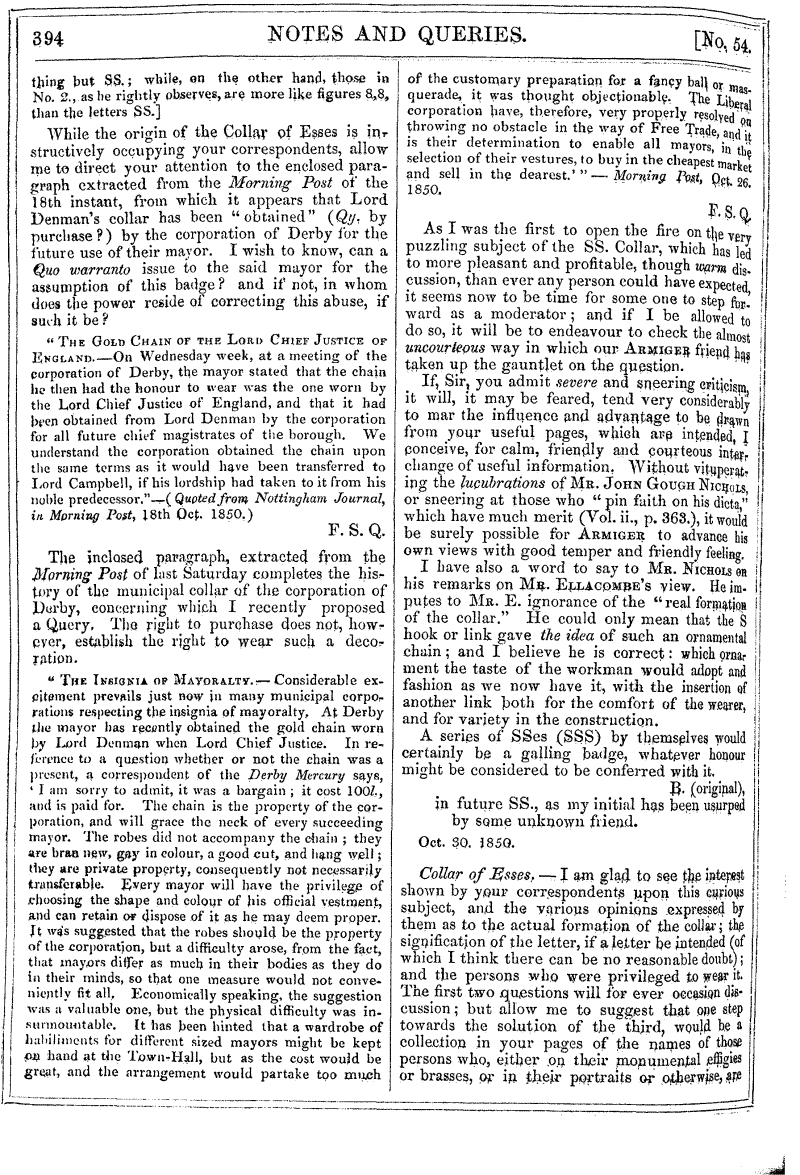 394 NOTES AND QUERIES. [No. 54.
thing but SS.; while, on the other hand, those in
No. 2., as he rightly observes, are more like figures 8,8,
than the letters SS.]
While the origin of the Collar of Esses is in-
structively occupying your correspondents, allow
me to direct your attention to the enclosed para-
graph extracted from the Morning Post of the
18th instant, from which it appears that Lord
Denman's collar has been "obtained" (Qy. by
purchase?) by the corporation of Derby for the
future use of their mayor. I wish to know, can a
Quo warranto issue to the said mayor for the
assumption of this badge? and if not, in whom
does the power reside of correcting this abuse, if
such it be?
"THE GOLD CHAIN OF THE LORD CHIEF JUSTICE OF
ENGLAND.—On Wednesday week, at a meeting of the
corporation of Derby, the mayor stated that the chain
he then had the honour to wear was the one worn by
the Lord Chief Justice of England, and that it had
been obtained from Lord Denman by the corporation
for all future chief magistrates of the borough. We
understand the corporation obtained the chain upon
the same terms as it would have been transferred to
Lord Campbell, if his lordship had taken to it from his
noble predecessor."—(Quoted from Nottingham Journal,
in Morning Post, 18th Oct. 1850.)
F. S. Q.
The inclosed paragraph, extracted from the
Morning Post of last Saturday completes the his-
tory of the municipal collar of the corporation of
Derby, concerning which I recently proposed
a Query. The right to purchase does not, how-
ever, establish the right to wear such a deco-
ration.
"THE INSIGNIA OF MAYORALTY.—Considerable ex-
citement prevails just now in many municipal corpo-
rations respecting the insignia of mayoralty. At Derby
the mayor has recently obtained the gold chain worn
by Lord Denman when Lord Chief Justice. In re-
ference to a question whether or not the chain was a
present, a correspondent of the Derby Mercury says,
'I am sorry to admit, it was a bargain; it cost 100l.,
and is paid for. The chain is the property of the cor-
poration, and will grace the neck of every succeeding
mayor. The robes did not accompany the chain; they
are bran new, gay in colour, a good cut, and hang well;
they are private property, consequently not necessarily
transferable. Every mayor will have the privilege of
choosing the shape and colour of his official vestment,
and can retain or dispose of it as he may deem proper.
It was suggested that the robes should be the property
of the corporation, but a difficulty arose, from the fact,
that mayors differ as much in their bodies as they do
in their minds, so that one measure would not conve-
niently fit all. Economically speaking, the suggestion
was a valuable one, but the physical difficulty was in-
surmountable. It has been hinted that a wardrobe of
habiliments for different sized mayors might be kept
on hand at the Town-Hall, but as the cost would be
great, and the arrangement would partake too much
of the customary preparation for a fancy ball or mas-
querade, it was thought objectionable. The Liberal
corporation have, therefore, very properly resolved on
throwing no obstacle in the way of Free Trade, and it
is their determination to enable all mayors, in the
selection of their vestures, to buy in the cheapest market
and sell in the dearest.'"—Morning Post, Oct. 26.
1850.
F. S. Q.
As I was the first to open the fire on the very
puzzling subject of the SS. Collar, which has led
to more pleasant and profitable, though warm dis-
cussion, than ever any person could have expected,
it seems now to be time for some one to step for-
ward as a moderator; and if I be allowed to
do so, it will be to endeavour to check the almost
uncourteous way in which our ARMIGER friend has
taken up the gauntlet on the question.
If, Sir, you admit severe and sneering criticism,
it will, it may be feared, tend very considerably
to mar the influence and advantage to be drawn
from your useful pages, which are intended, I
conceive, for calm, friendly and courteous inter-
change of useful information. Without vituperat-
ing the lucubrations of MR. JOHN GOUGH NICHOLS,
or sneering at those who "pin faith on his dicta,"
which have much merit (Vol. ii., p. 363.), it would
be surely possible for ARMIGER to advance his
own views with good temper and friendly feeling.
I have also a word to say to MR. NICHOLS on
his remarks on MR. ELLACOMBE'S view. He im-
putes to MR. E. ignorance of the "real formation
of the collar." He could only mean that the S
hook or link gave the idea of such an ornamental
chain; and I believe he is correct: which orna-
ment the taste of the workman would adopt and
fashion as we now have it, with the insertion of
another link both for the comfort of the wearer,
and for variety in the construction.
A series of SSes (SSS) by themselves would
certainly be a galling badge, whatever honour
might be considered to be conferred with it.
B. (original),
in future SS., as my initial has been usurped
by some unknown friend.
Oct. 30. 1850.
Collar of Esses.—I am glad to see the interest
shown by your correspondents upon this curious
subject, and the various opinions expressed by
them as to the actual formation of the collar; the
signification of the letter, if a letter be intended (of
which I think there can be no reasonable doubt);
and the persons who were privileged to wear it.
The first two questions will for ever occasion dis-
cussion; but allow me to suggest that one step
towards the solution of the third, would be a
collection in your pages of the names of those
persons who, either on their monumental effigies
or brasses, or in their portraits or otherwise, are